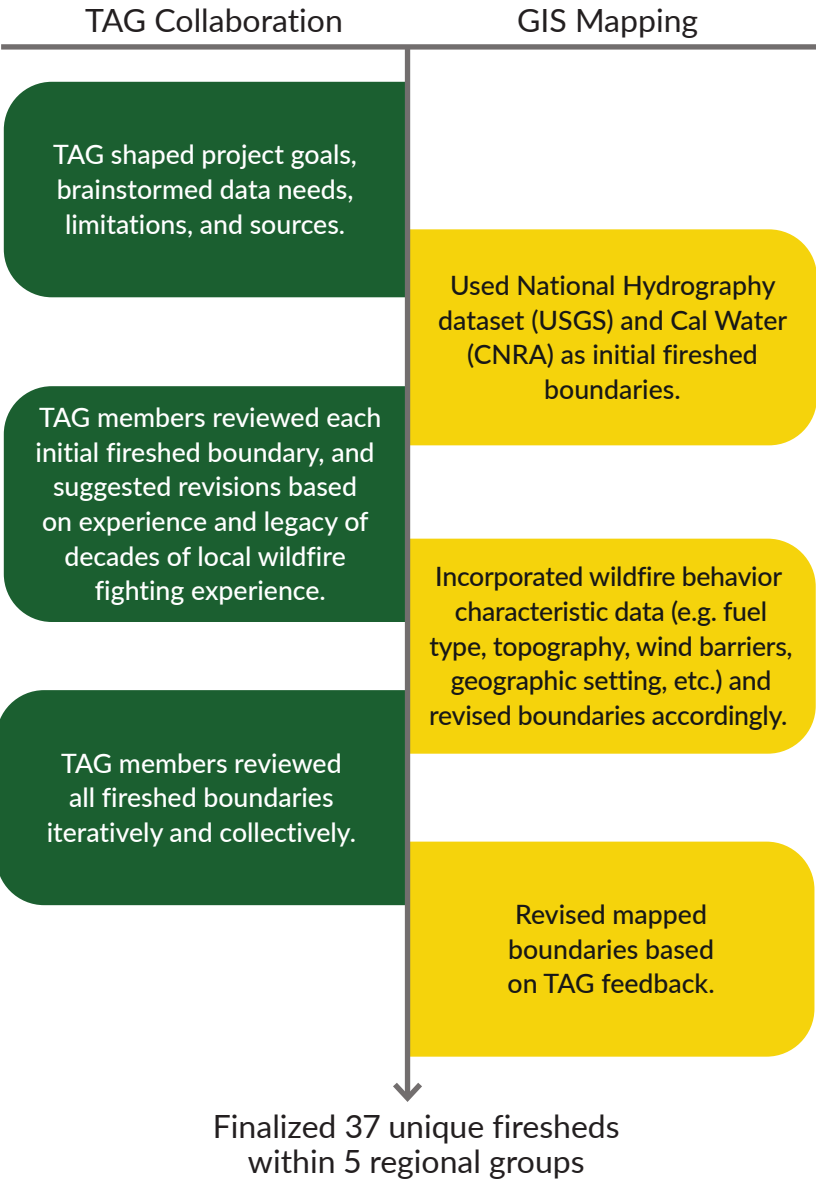 TAG Collaboration
GIS Mapping
TAG shaped project goals,
brainstormed data needs,
limitations, and sources.
Used National Hydrography
dataset (USGS) and Cal Water
(CNRA) as initial fireshed
boundaries.
TAG members reviewed each
initial fireshed boundary, and
suggested revisions based
on experience and legacy of
decades of local wildfire
fighting experience.
Incorporated wildfire behavior
characteristic data (e.g. fuel
type, topography, wind barriers,
geographic setting, etc.) and
revised boundaries accordingly.
TAG members reviewed
all fireshed boundaries
iteratively and collectively.
Revised mapped
boundaries based
on TAG feedback.
Finalized 37 unique firesheds
within 5 regional groups